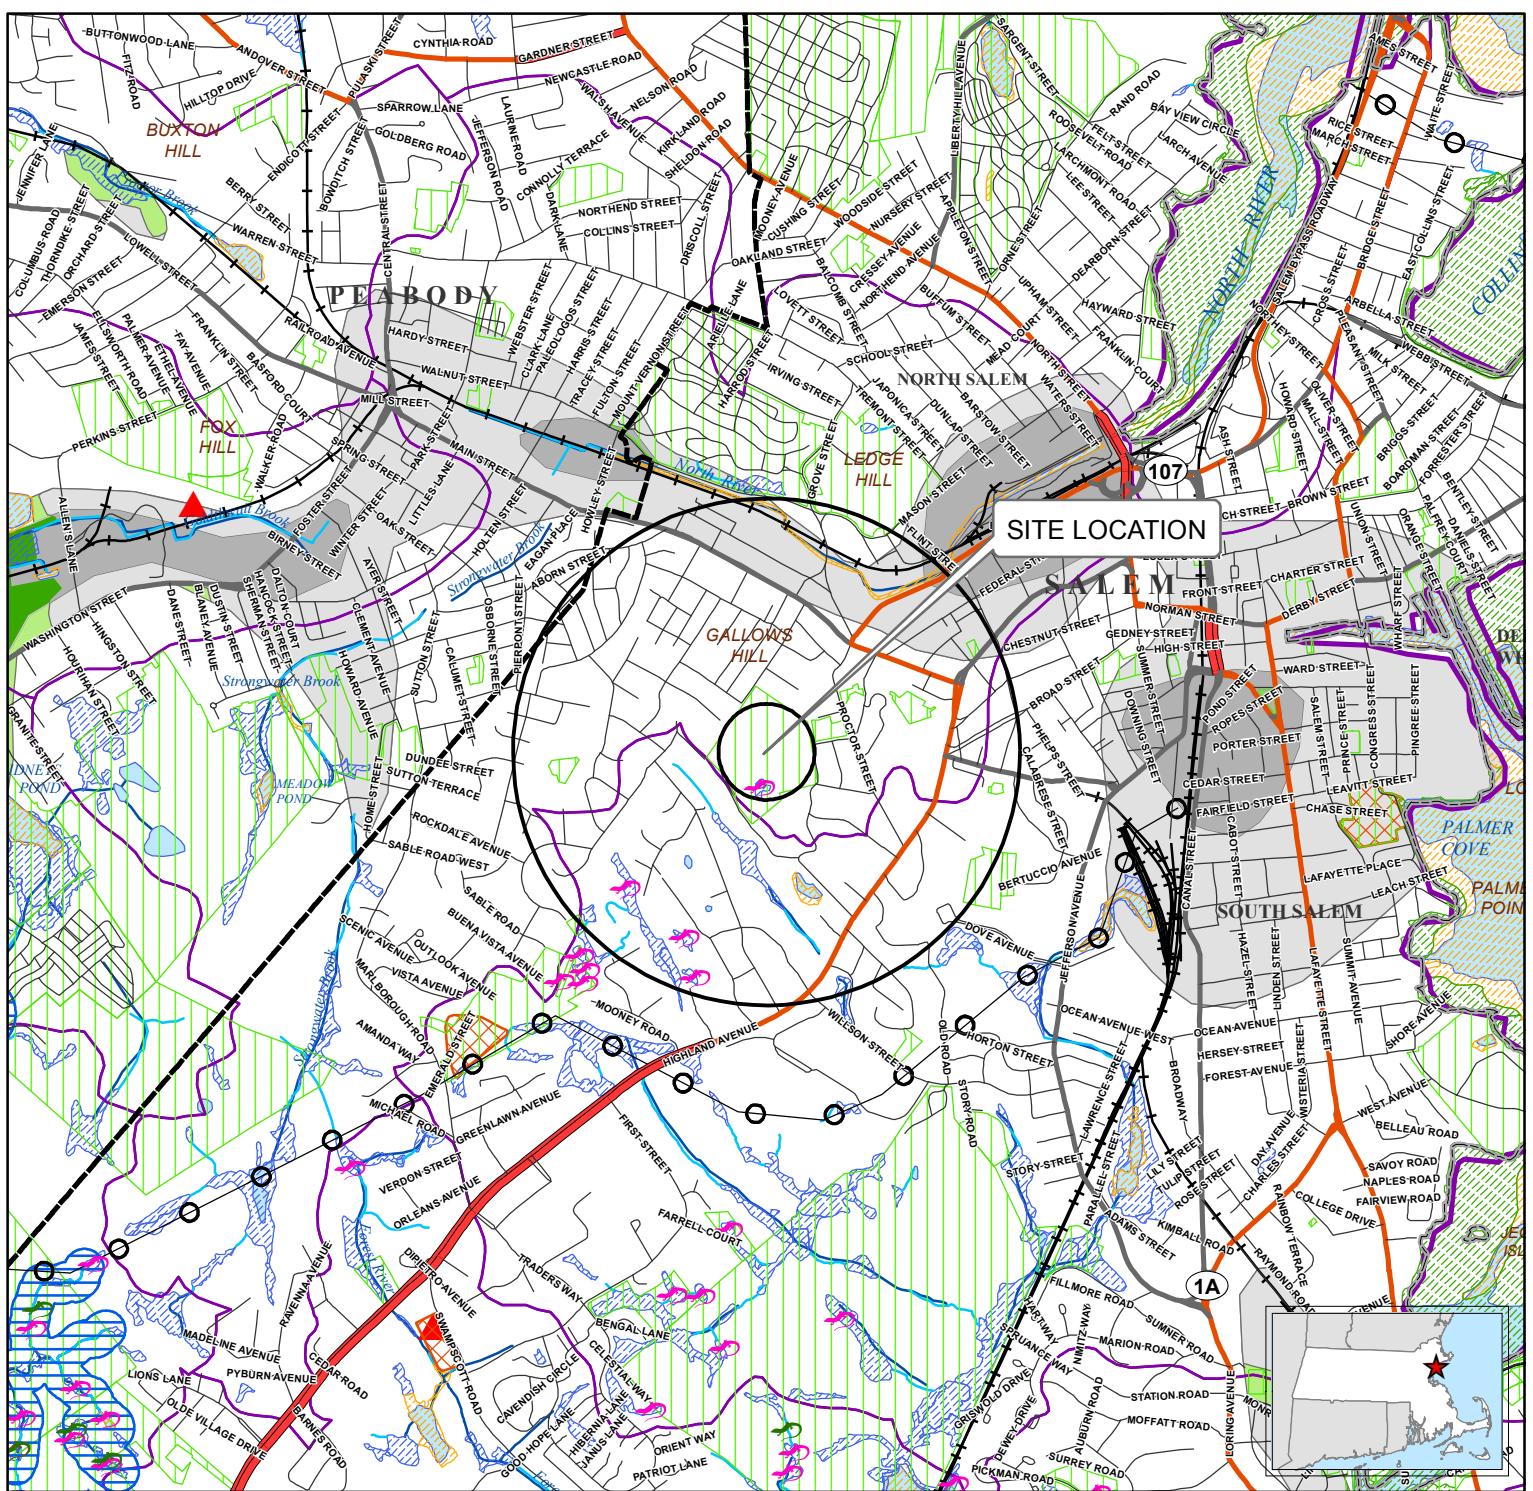 BUTTONWOOD LANE
FITZ ROAD
HILLTOP DRIVE
ANDOVER STREET
PULASKI STREET
CYNTHIA ROAD
GARDNER STREET
NEWCASTLE ROAD
SPARROW LANE
WALSH AVENUE
NELSON ROAD
KIRKLAND ROAD
SHELDON ROAD
LIBERTY HILL AVENUE
SARGENT STREET
RAND ROAD
BAY VIEW CIRCLE
AMES STREET
WAITE STREET
RICE STREET
MARCH STREET
BUXTON
HILL
JENNIFER LANE
ENDICOTT STREET
BOWDITCH STREET
GOLDBERG ROAD
JEFFERSON ROAD
LAURINE ROAD
CONNOLLY TERRACE
DARK LANE
NORTHEND STREET
COLLINS STREET
DRISCOLL STREET
MOONEY AVENUE
CUSHING STREET
WOODSIDE STREET
NURSERY STREET
APPLETON STREET
ROOSEVELT ROAD
FELT STREET
LARCH AVENUE
LARCHMONT ROAD
LEE STREET
DEARBORN STREET
ORNE STREET
NORTH RIVER
SALEM BYPASS ROADWAY
BRIDGE STREET
EAST COLLINS STREET
CROSS STREET
COLLIN
COLUMBUS ROAD
THORNDIKE STREET
ORCHARD STREET
EMERSON STREET
LOWELL STREET
BERRY STREET
WARREN STREET
CENTRAL STREET
OAKLAND STREET
BALCOMB STREET
CRESSEY AVENUE
NORTHEND AVENUE
BUFFUM STREET
UPHAM STREET
HAYWARD STREET
NORTHEY STREET
PLEASANT STREET
ARBELLA STREET
WEBB STREET
MILK STREET
PEABODY
JAMES STREET
ELLSWORTH ROAD
PALMER AVENUE
ETHEL AVENUE
FAY AVENUE
FRANKLIN STREET
BASFORD COURT
RAILROAD AVENUE
HARDY STREET
WALNUT STREET
WEBSTER STREET
CLARK LANE
PALEOLOGOS STREET
HARRIS STREET
TRACEY STREET
FULTON STREET
MOUNT VERNON STREET
ARIEL LANE
HARROD STREET
LOVETT STREET
SCHOOL STREET
IRVING STREET
NORTH SALEM
MEAD COURT
NORTH STREET
FRANKLIN COURT
WATERS STREET
TREMONT STREET
JAPONICA STREET
DUNLAP STREET
BARSTOW STREET
HOWARD STREET
MALL STREET
OLIVER STREET
BRIGGS STREET
BOARDMAN STREET
FORRESTER STREET
PERKINS STREET
FOX
HILL
WALKER ROAD
MILL STREET
SPRING STREET
PARK STREET
MAIN STREET
North River
GROVE STREET
LEDGE
HILL
MASON STREET
107
ASH STREET
CH STREET
BROWN STREET
BENTLEY STREET
ALLENS LANE
FOSTER STREET
WINTER STREET
OAK STREET
LITTLES LANE
HOLTEN STREET
EAGAN PLACE
HOWLEY STREET
BIRNEY STREET
Strongwater Brook
ABORN STREET
SITE LOCATION
UNION STREET
ORANGE STREET
PALFREY COURT
DANIELS STREET
WASHINGTON STREET
HINGSTON STREET
HOURIHAN STREET
GRANITE STREET
DANE STREET
BLANEY AVENUE
DUSTIN STREET
SHERMAN STREET
HANCOCK STREET
DALTON COURT
AYER STREET
CLEMENT AVENUE
HOWARD AVENUE
SUTTON STREET
CALUMET STREET
OSBORNE STREET
PIERPONT STREET
GALLOWS
HILL
FEDERAL ST
SALEM
FRONT STREET
CHARTER STREET
DERBY STREET
NORMAN STREET
GEDNEY STREET
HIGH STREET
CHESTNUT STREET
SUMMER STREET
WARD STREET
WHARF STREET
Strongwater Brook
MEADOW
POND
DUNDEE STREET
SUTTON TERRACE
HOME STREET
PROCTOR STREET
BROAD STREET
PHELPS STREET
CALABRESE STREET
DOWNING STREET
POND STREET
ROPES STREET
PORTER STREET
CEDAR STREET
FAIRFIELD STREET
SALEM STREET
PRINCE STREET
CONGRESS STREET
PINGREE STREET
LEAVITT STREET
CHASE STREET
PALMER
COVE
ROCKDALE AVENUE
SABLE ROAD WEST
SABLE ROAD
BUENA VISTA AVENUE
SCENIC AVENUE
OUTLOOK AVENUE
VISTA AVENUE
MARLBOROUGH ROAD
AMANDA WAY
EMERALD STREET
Strongwater Brook
BERTUCCIO AVENUE
JEFFERSON AVENUE
CANAL STREET
CABOT STREET
LAFAYETTE PLACE
LEACH STREET
SOUTH SALEM
DOVE AVENUE
HAZEL STREET
LINDEN STREET
LAFAYETTE STREET
SUMMIT AVENUE
SHORE AVENUE
MOONEY ROAD
HIGHLAND AVENUE
WILLSON STREET
OLD ROAD
HORTON STREET
OCEAN AVENUE WEST
OCEAN AVENUE
HERSEY STREET
FOREST AVENUE
WISTERIA STREET
WEST AVENUE
BELLEAU ROAD
MICHAEL ROAD
GREENLAWN AVENUE
FIRST STREET
STORY ROAD
STORY STREET
LAWRENCE STREET
BROADWAY
PARALLEL STREET
LILY STREET
TULIP STREET
ROSE STREET
DAY AVENUE
CHARLES STREET
SAVOY ROAD
NAPLES ROAD
FAIRVIEW ROAD
COLLEGE DRIVE
RAINBOW TERRACE
VERDON STREET
ORLEANS AVENUE
Forest River
DIPIETRO AVENUE
FARRELL COURT
ADAMS STREET
KIMBALL ROAD
RAYMOND ROAD
1A
RAVENNA AVENUE
TRADERS WAY
BENGAL LANE
CELESTIAL WAY
SWAMPSCOTT ROAD
FILLMORE ROAD
HART WAY
NIMITZ WAY
SPRUANCE WAY
SUMNER ROAD
MARION ROAD
MADELINE AVENUE
PYBURN AVENUE
CEDAR ROAD
LIONS LANE
OLDE VILLAGE DRIVE
BARNES ROAD
CAVENDISH CIRCLE
GOOD HOPE LANE
HIBERNIA LANE
JANUS LANE
ORIENT WAY
PATRIOT LANE
GRISWOLD DRIVE
DEWEY DRIVE
AUBURN ROAD
STATION ROAD
MOFFATT ROAD
SURREY ROAD
PICKMAN ROAD
LORING AVENUE